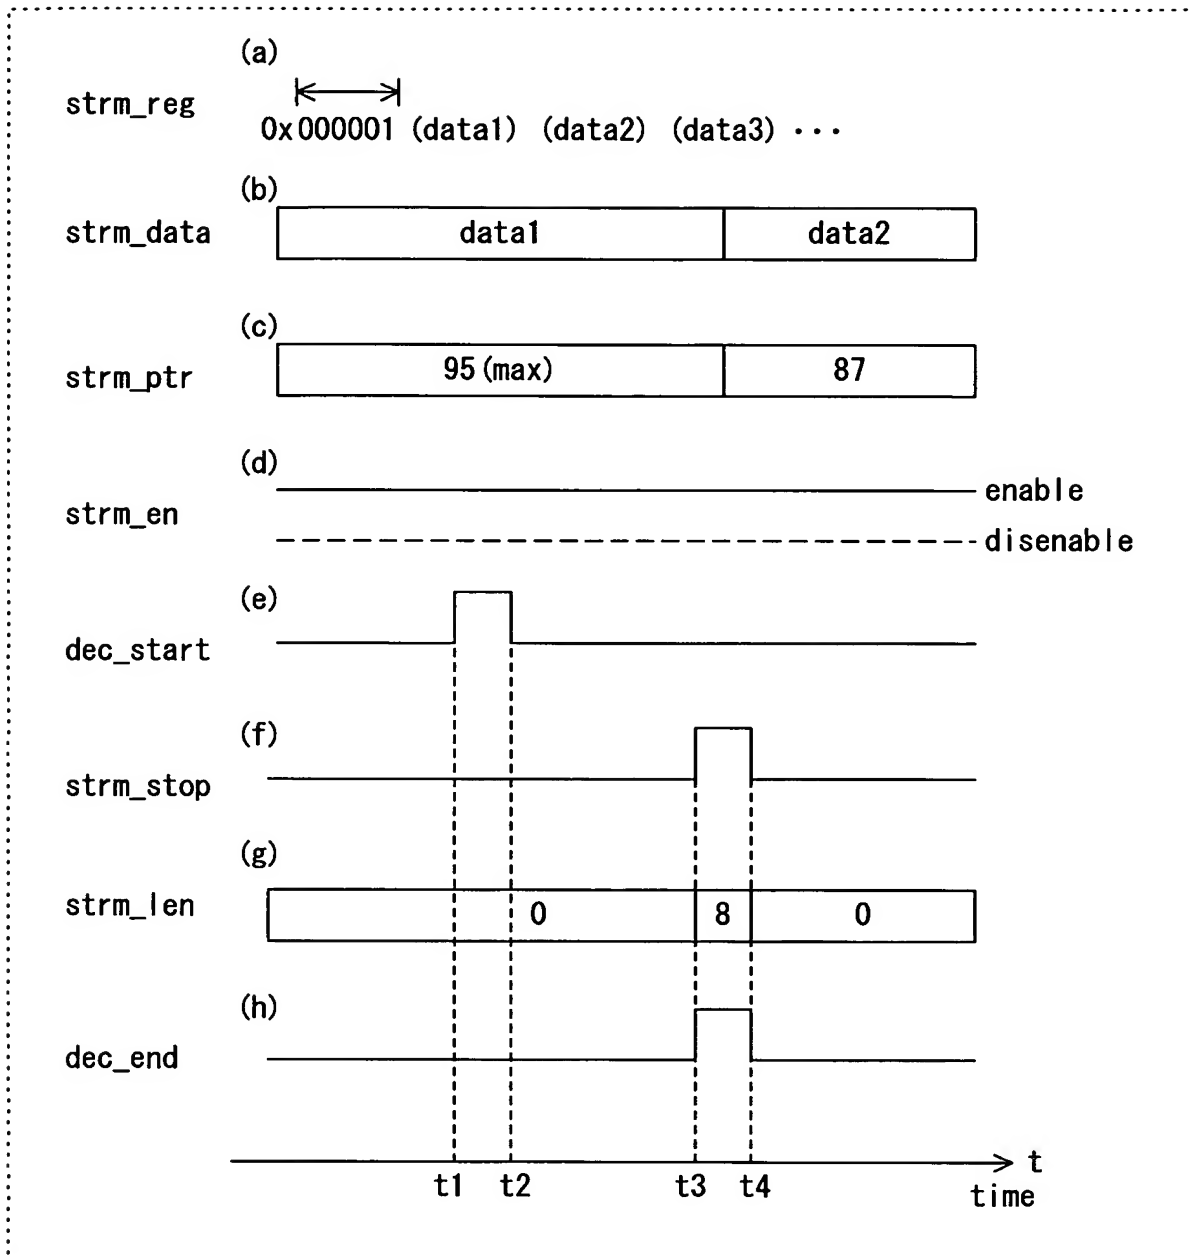 (a)
strm_reg
0x000001 (data1) (data2) (data3) ···
(b)
strm_data data1 data2
(c)
strm_ptr 95(max) 87
(d)
enable
strm_en
disenable
(e)
dec_start
(f)
strm_stop
(g)
strm_len 0 8 0
(h)
dec_end
t
t1 t2 t3 t4
time